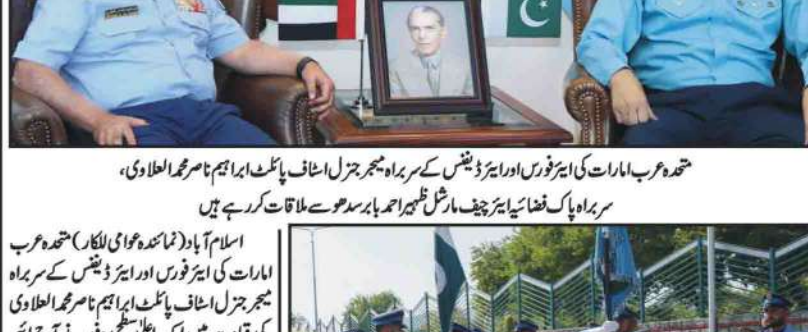 متحدہ عرب امارات کی ایئر فورس اور ایئر ڈیفنس کے سربراہ میجر جنرل اسٹاف پائلٹ ابراہیم ناصر محمد العلاوی،
سربراہ پاک فضائیہ ایئر چیف مارشل ظہیر احمد بابر سدھو سے ملاقات کر رہے ہیں
اسلام آباد (نمائندہ عوامی للکار) متحدہ عرب
امارات کی ایئر فورس اور ایئر ڈیفنس کے سربراہ
میجر جنرل اسٹاف پائلٹ ابراہیم ناصر محمد العلاوی